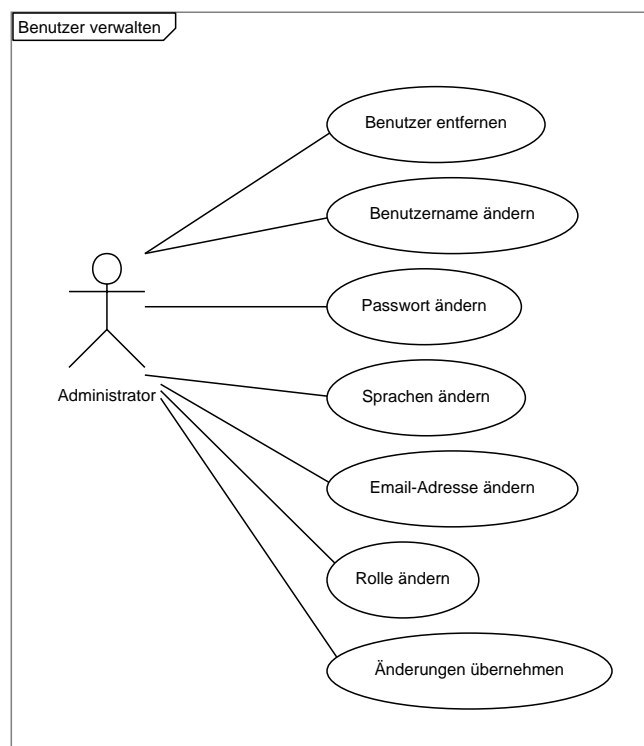 Benutzer verwalten
Benutzer entfernen
Benutzername ändern
Passwort ändern
Sprachen ändern
Administrator
Email-Adresse ändern
Rolle ändern
Änderungen übernehmen